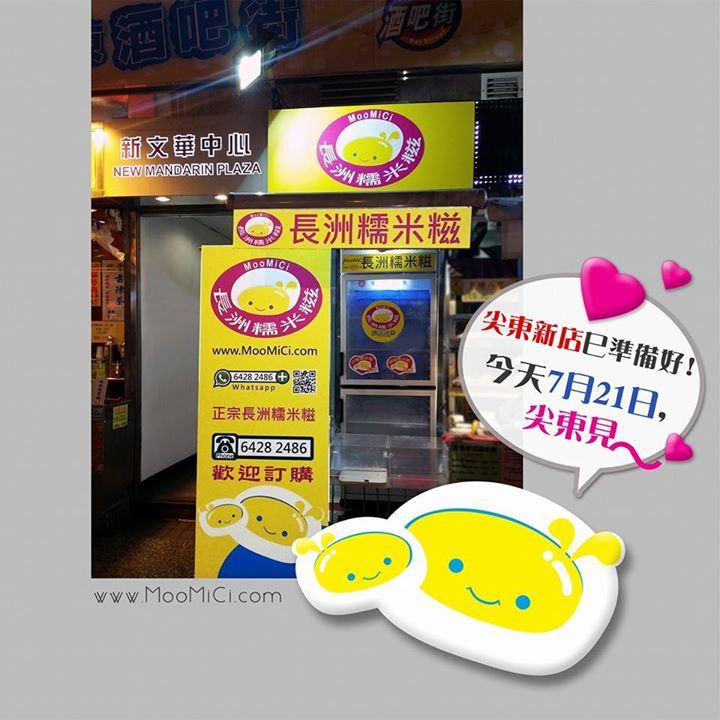 酒吧街
酒吧街
新文華中心
NEW MANDARIN PLAZA
MooMiCi
長洲糯米糍
MooMiCi
長洲糯米糍
MooMiCi
長洲糯米糍
MooMiCi
長洲糯米糍
www.MooMiCi.com
6428 2486
Whatsapp
正宗長洲糯米糍
Phone
6428 2486
歡迎訂購
尖東新店已準備好!
今天7月21日,
尖東見
www.MooMiCi.com